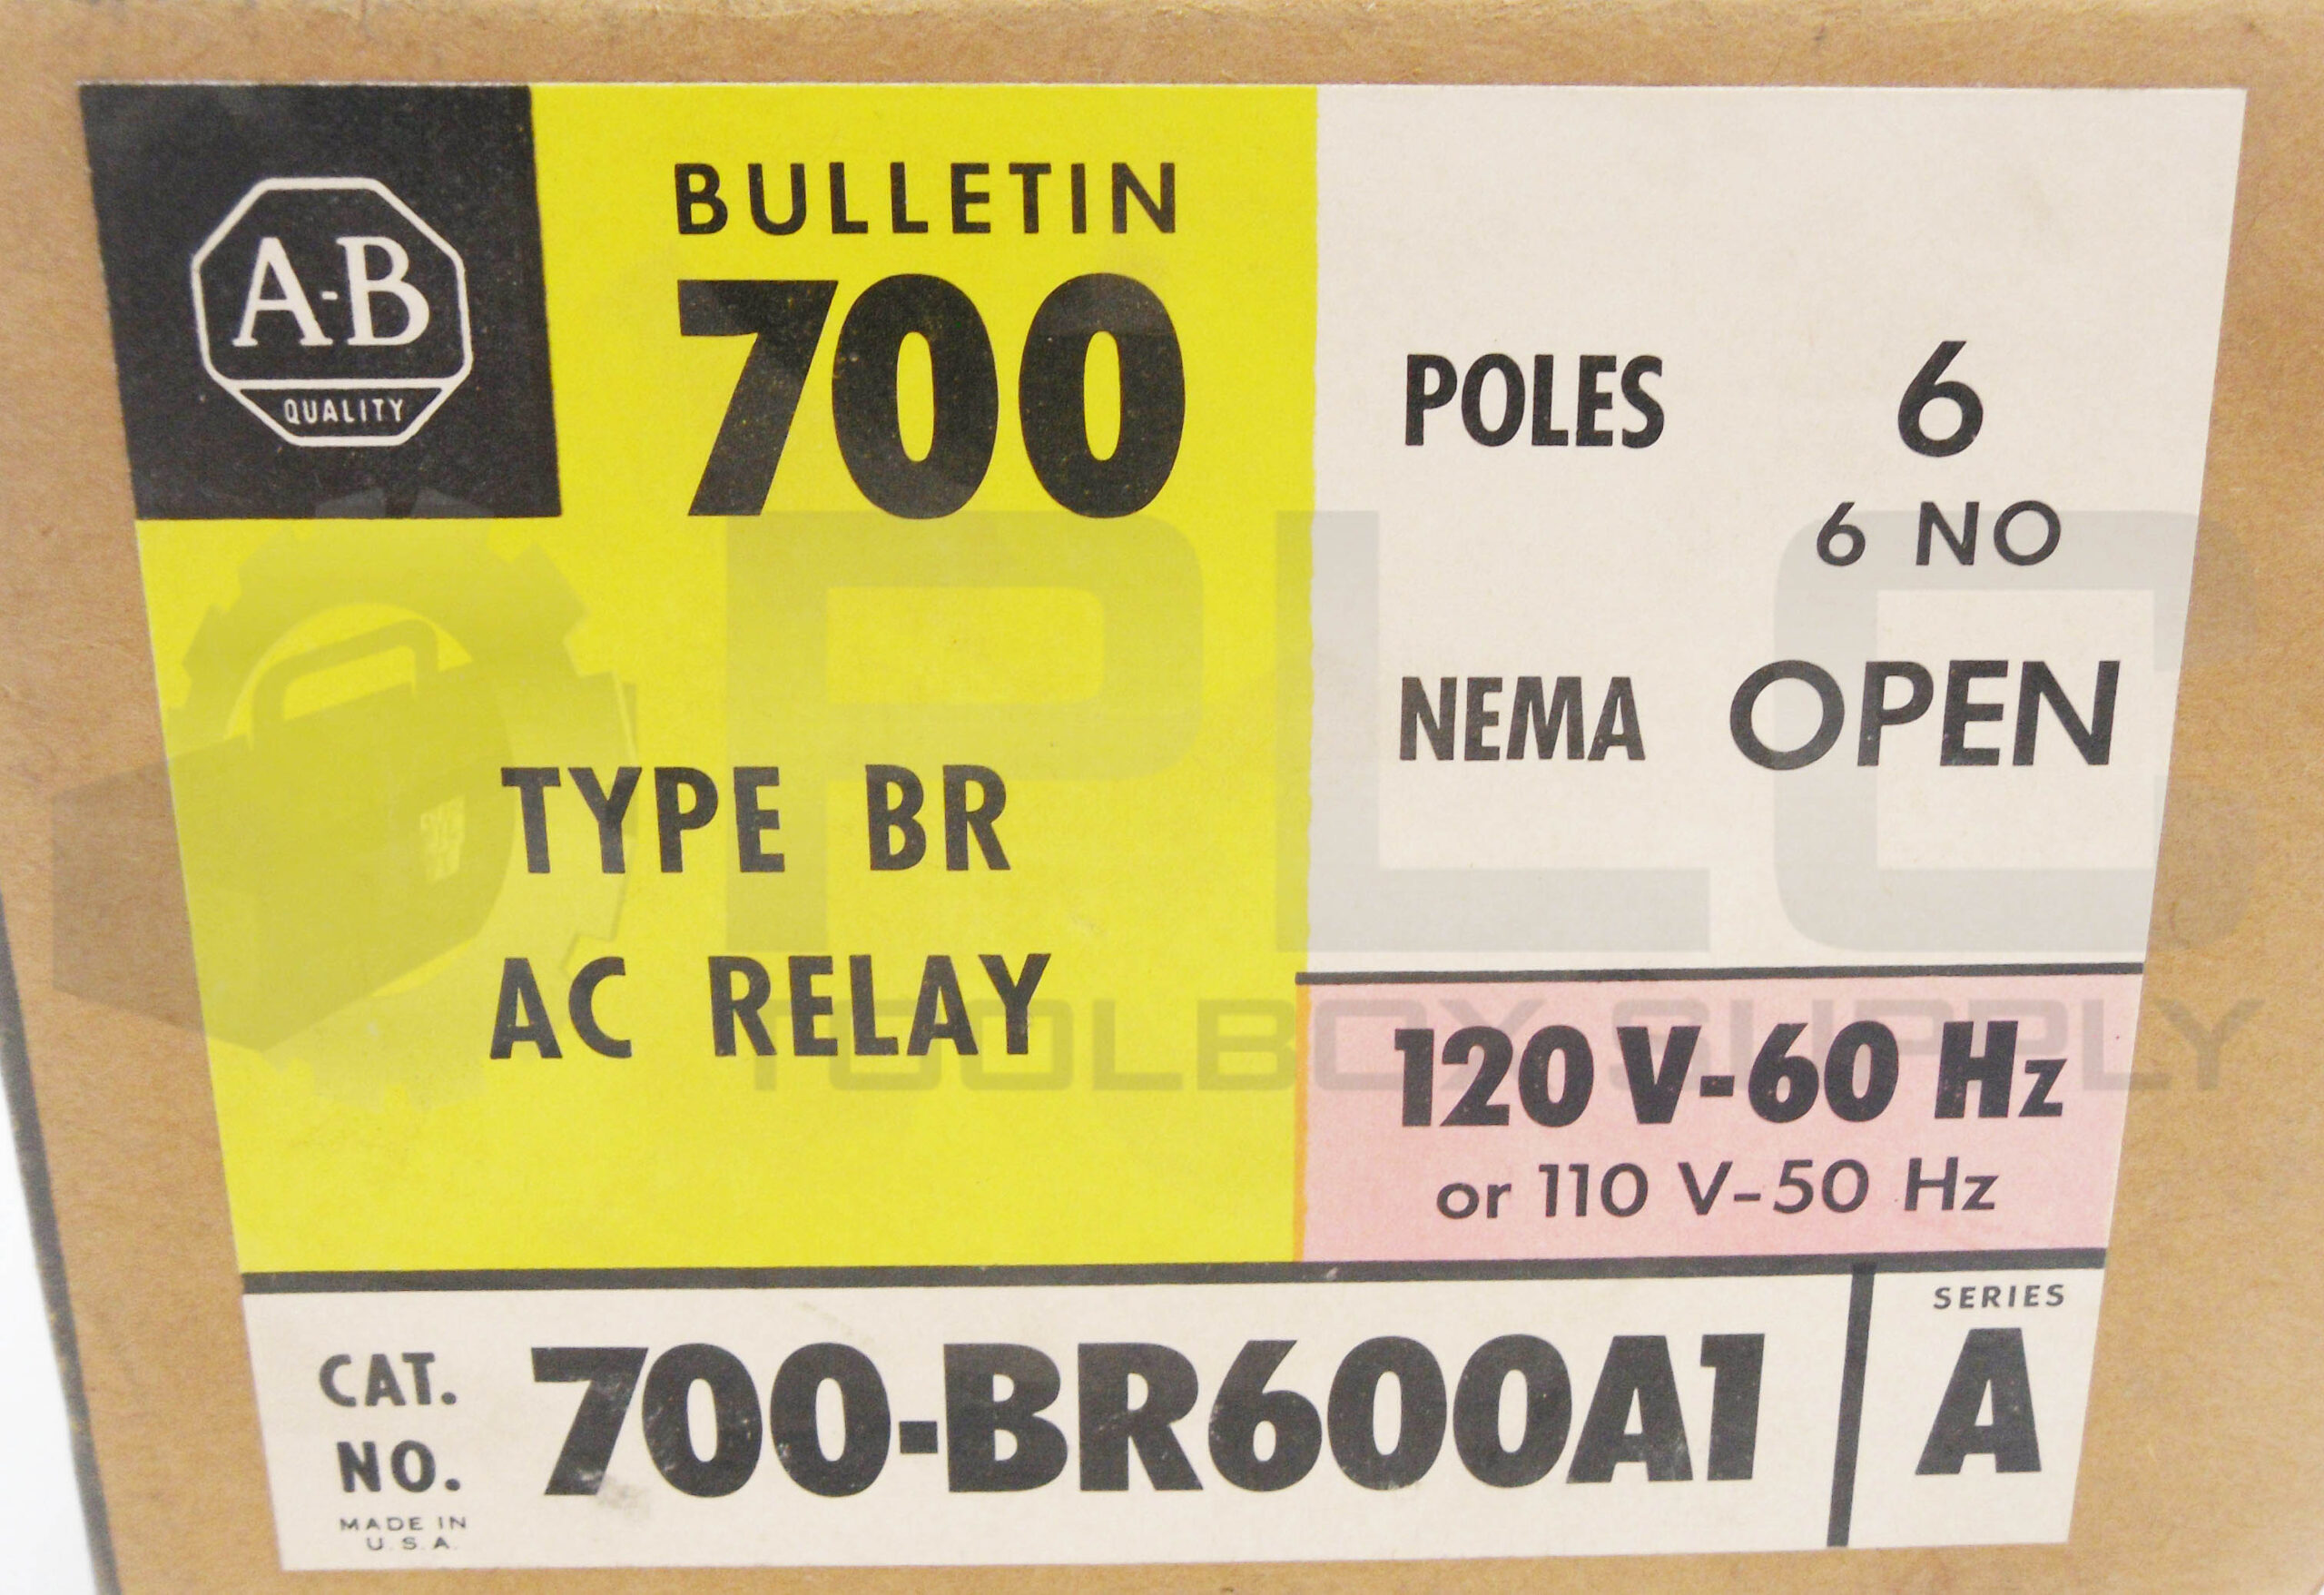 A-B
QUALITY
BULLETIN
700
TYPE BR
AC RELAY
POLES 6
6 NO
NEMA OPEN
120 V-60 Hz
or 110 V-50 Hz
CAT.
NO.
700-BR600A1
MADE IN
U.S.A.
SERIES
A
PLC
TOOLBOX SUPPLY